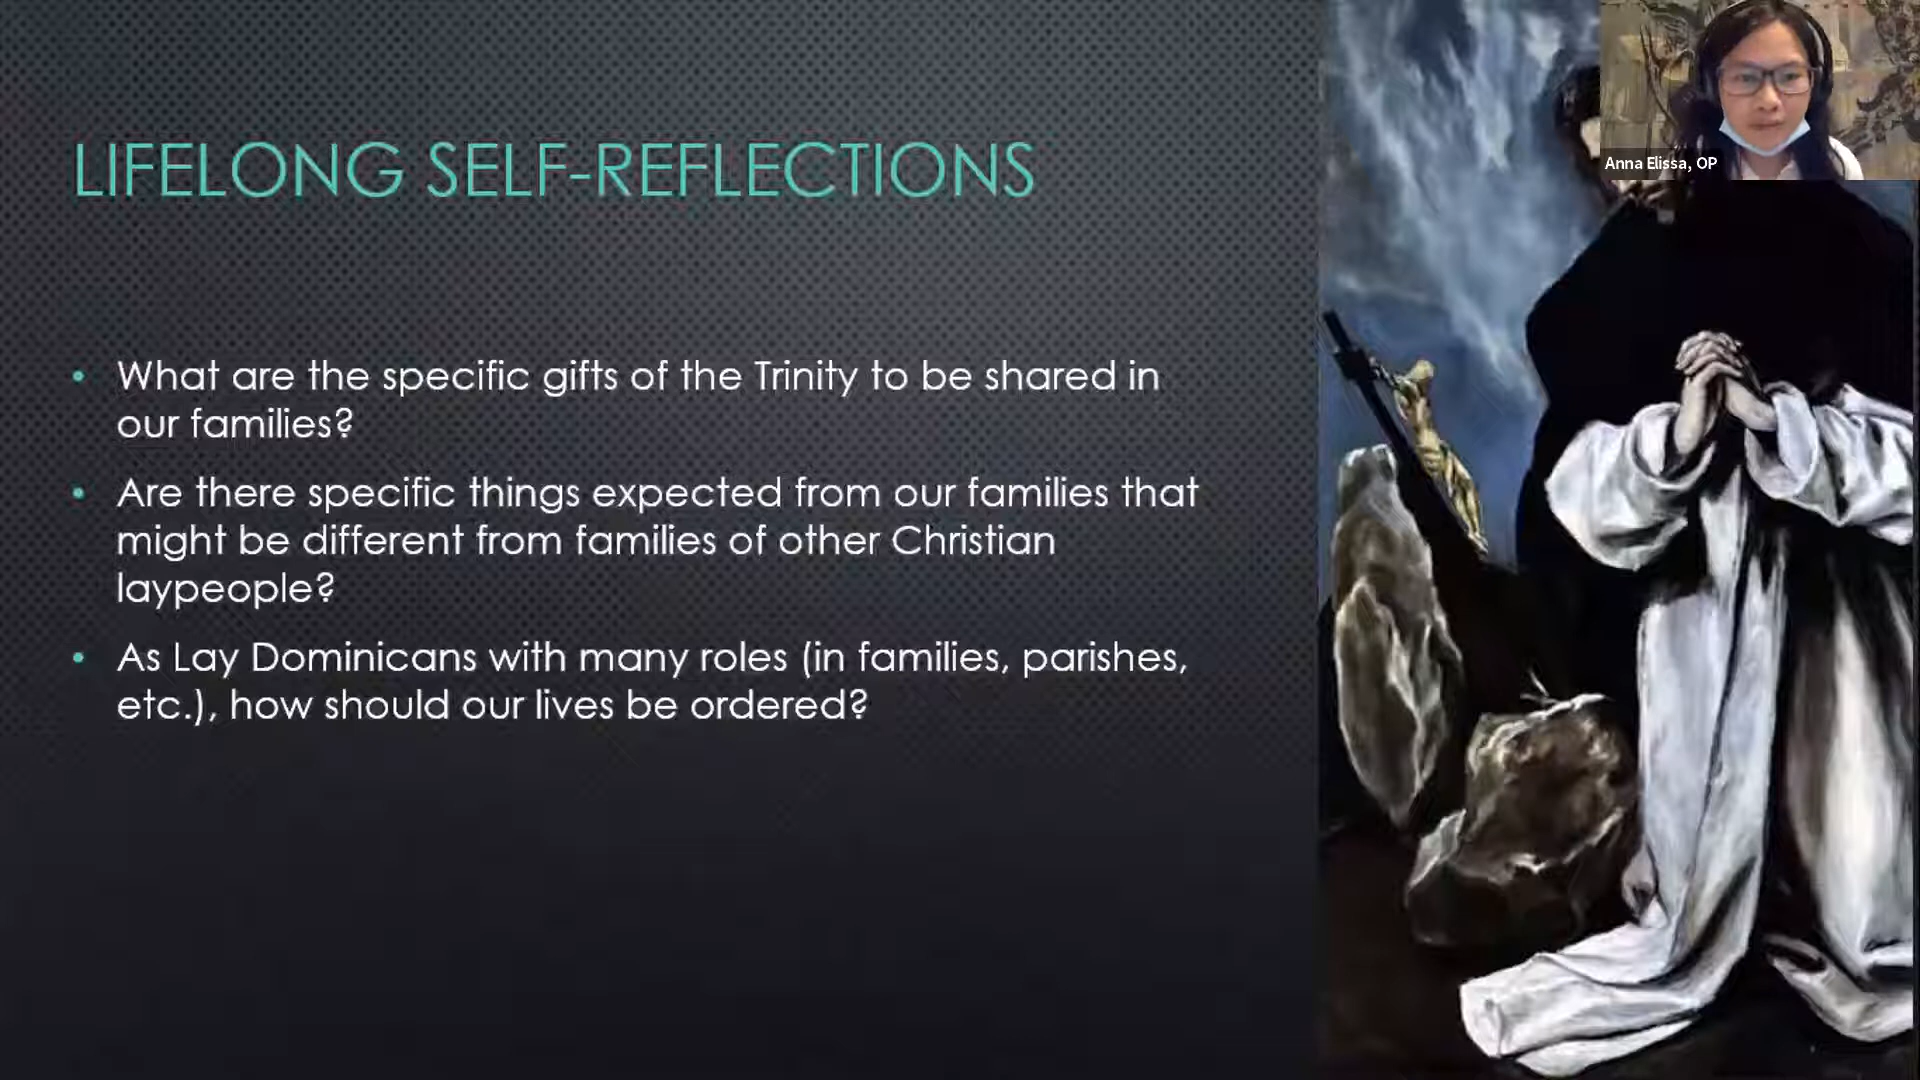 Anna Elissa, OP
LIFELONG SELF-REFLECTIONS
• What are the specific gifts of the Trinity to be shared in
our families?
• Are there specific things expected from our families that
might be different from families of other Christian
laypeople?
• As Lay Dominicans with many roles (in families, parishes,
etc.), how should our lives be ordered?